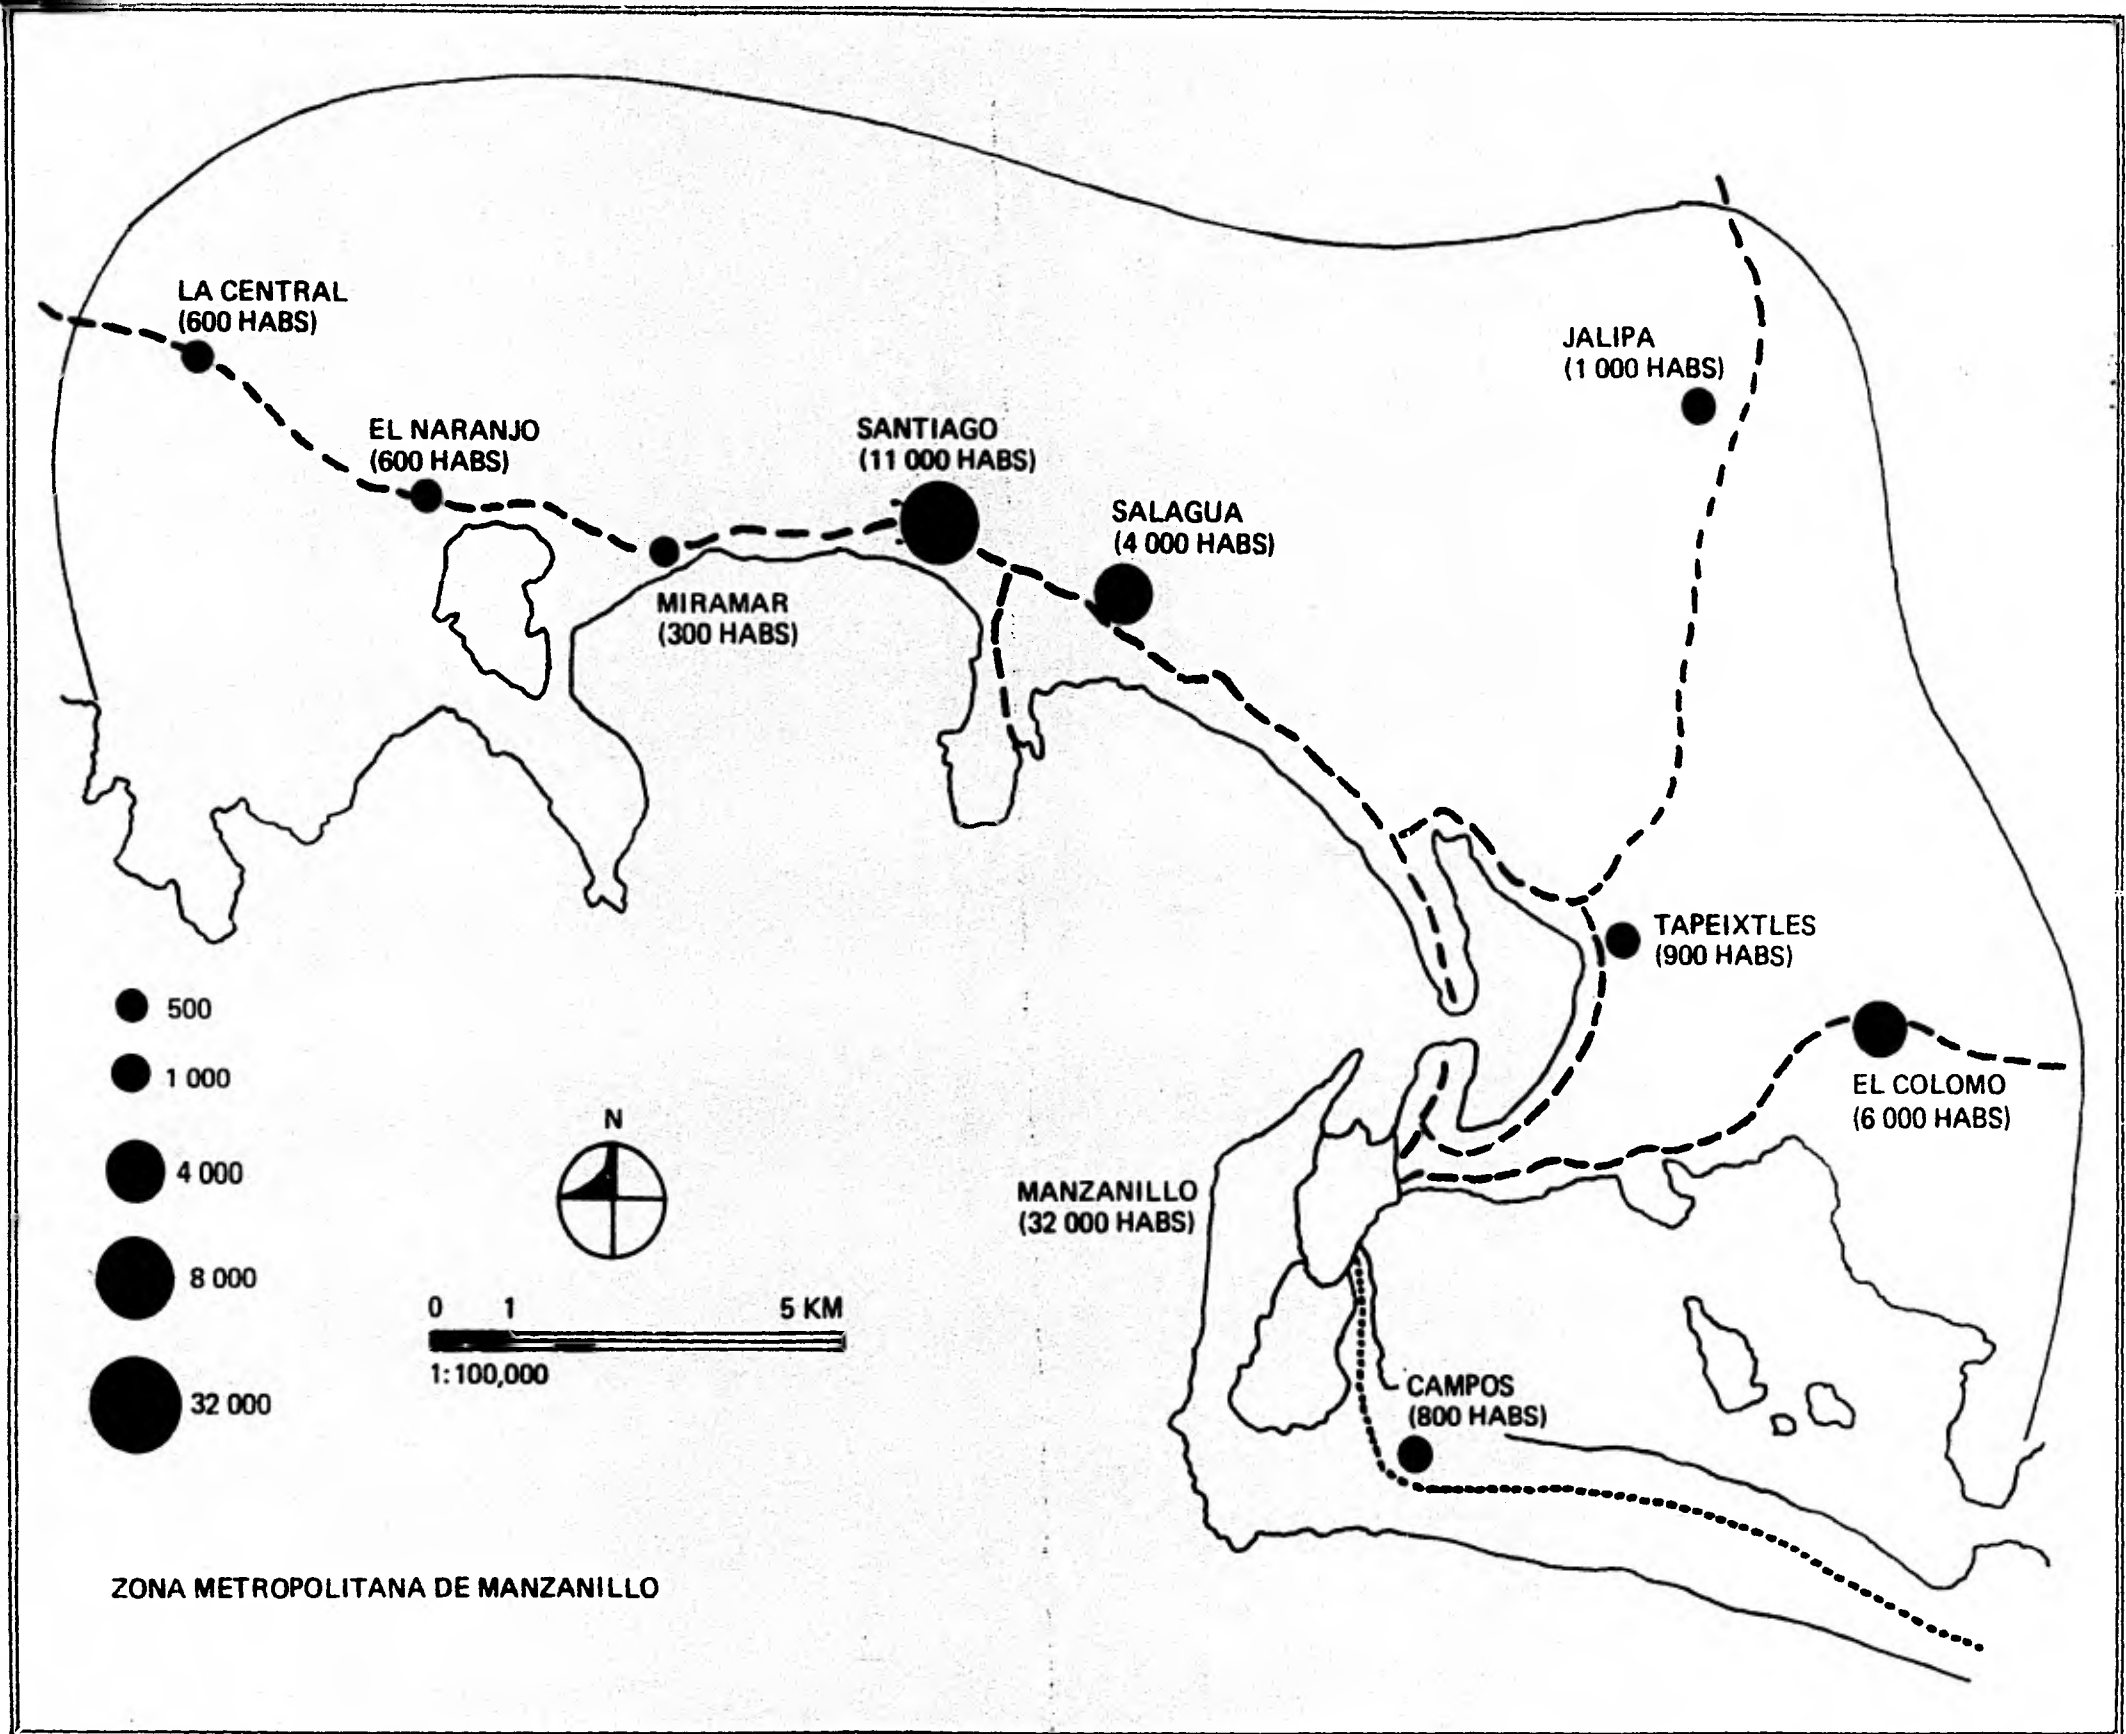 LA CENTRAL
(600 HABS)
EL NARANJO
(600 HABS)
MIRAMAR
(300 HABS)
SANTIAGO
(11 000 HABS)
SALAGUA
(4 000 HABS)
JALIPA
(1 000 HABS)
TAPEIXTLES
(900 HABS)
EL COLOMO
(6 000 HABS)
MANZANILLO
(32 000 HABS)
CAMPOS
(800 HABS)
500
1 000
4 000
8 000
32 000
N
0 1 5 KM
1:100,000
ZONA METROPOLITANA DE MANZANILLO